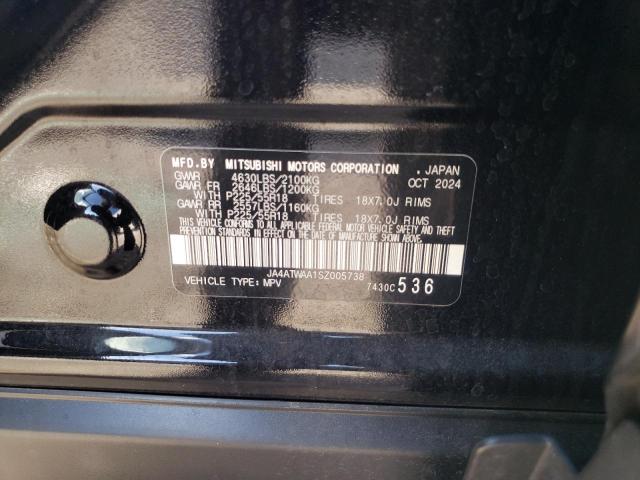 MFD.BY MITSUBISHI MOTORS CORPORATION , JAPAN
GVWR 4630LBS/2100KG OCT 2024
GAWR FR 2646LBS/1200KG
WITH P225/55R18 TIRES 18X7.0J RIMS
GAWR RR 2557LBS/1160KG
WITH P225/55R18 TIRES 18X7.0J RIMS
THIS VEHICLE CONFORMS TO ALL APPLICABLE FEDERAL MOTOR VEHICLE SAFETY, BUMPER, AND THEFT PREVENTION STANDARDS IN EFFECT ON THE DATE OF MANUFACTURE SHOWN ABOVE.
JA4ATWAA1SZ005738
VEHICLE TYPE:MPV 7430C 536